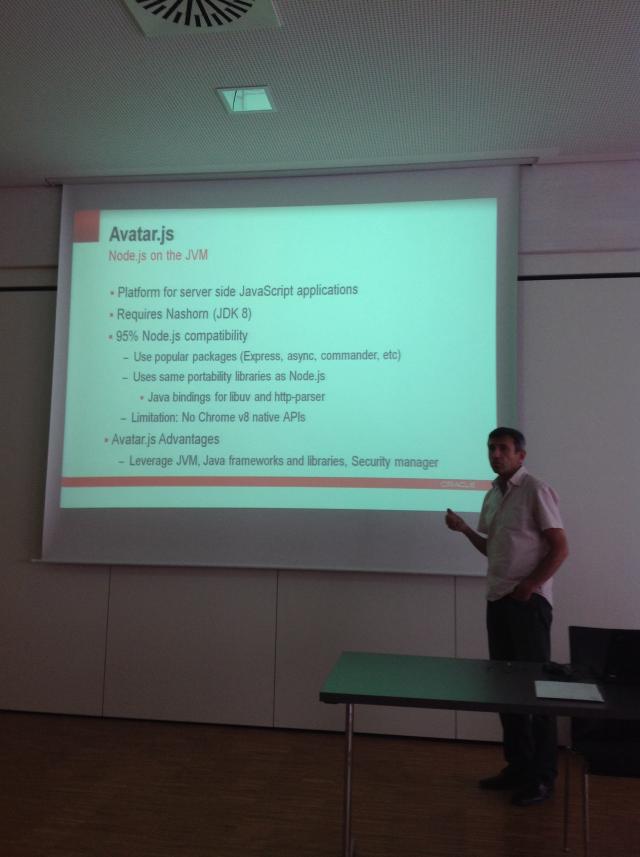 Avatar.js
Node.js on the JVM
▪ Platform for server side JavaScript applications
▪ Requires Nashorn (JDK 8)
▪ 95% Node.js compatibility
– Use popular packages (Express, async, commander, etc)
– Uses same portability libraries as Node.js
▪ Java bindings for libuv and http-parser
– Limitation: No Chrome v8 native APIs
▪ Avatar.js Advantages
– Leverage JVM, Java frameworks and libraries, Security manager
ORACLE